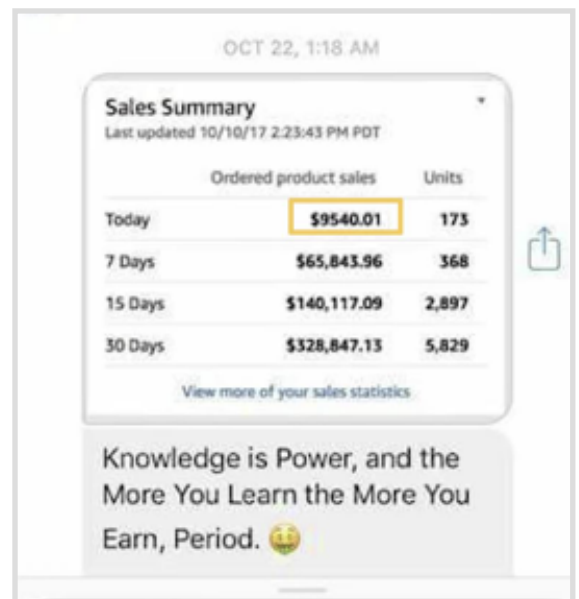 OCT 22, 1:18 AM
Sales Summary
Last updated 10/10/17 2:23:43 PM PDT
Ordered product sales Units
Today $9540.01 173
7 Days $65,843.96 368
15 Days $140,117.09 2,897
30 Days $328,847.13 5,829
View more of your sales statistics
Knowledge is Power, and the
More You Learn the More You
Earn, Period. 🤑